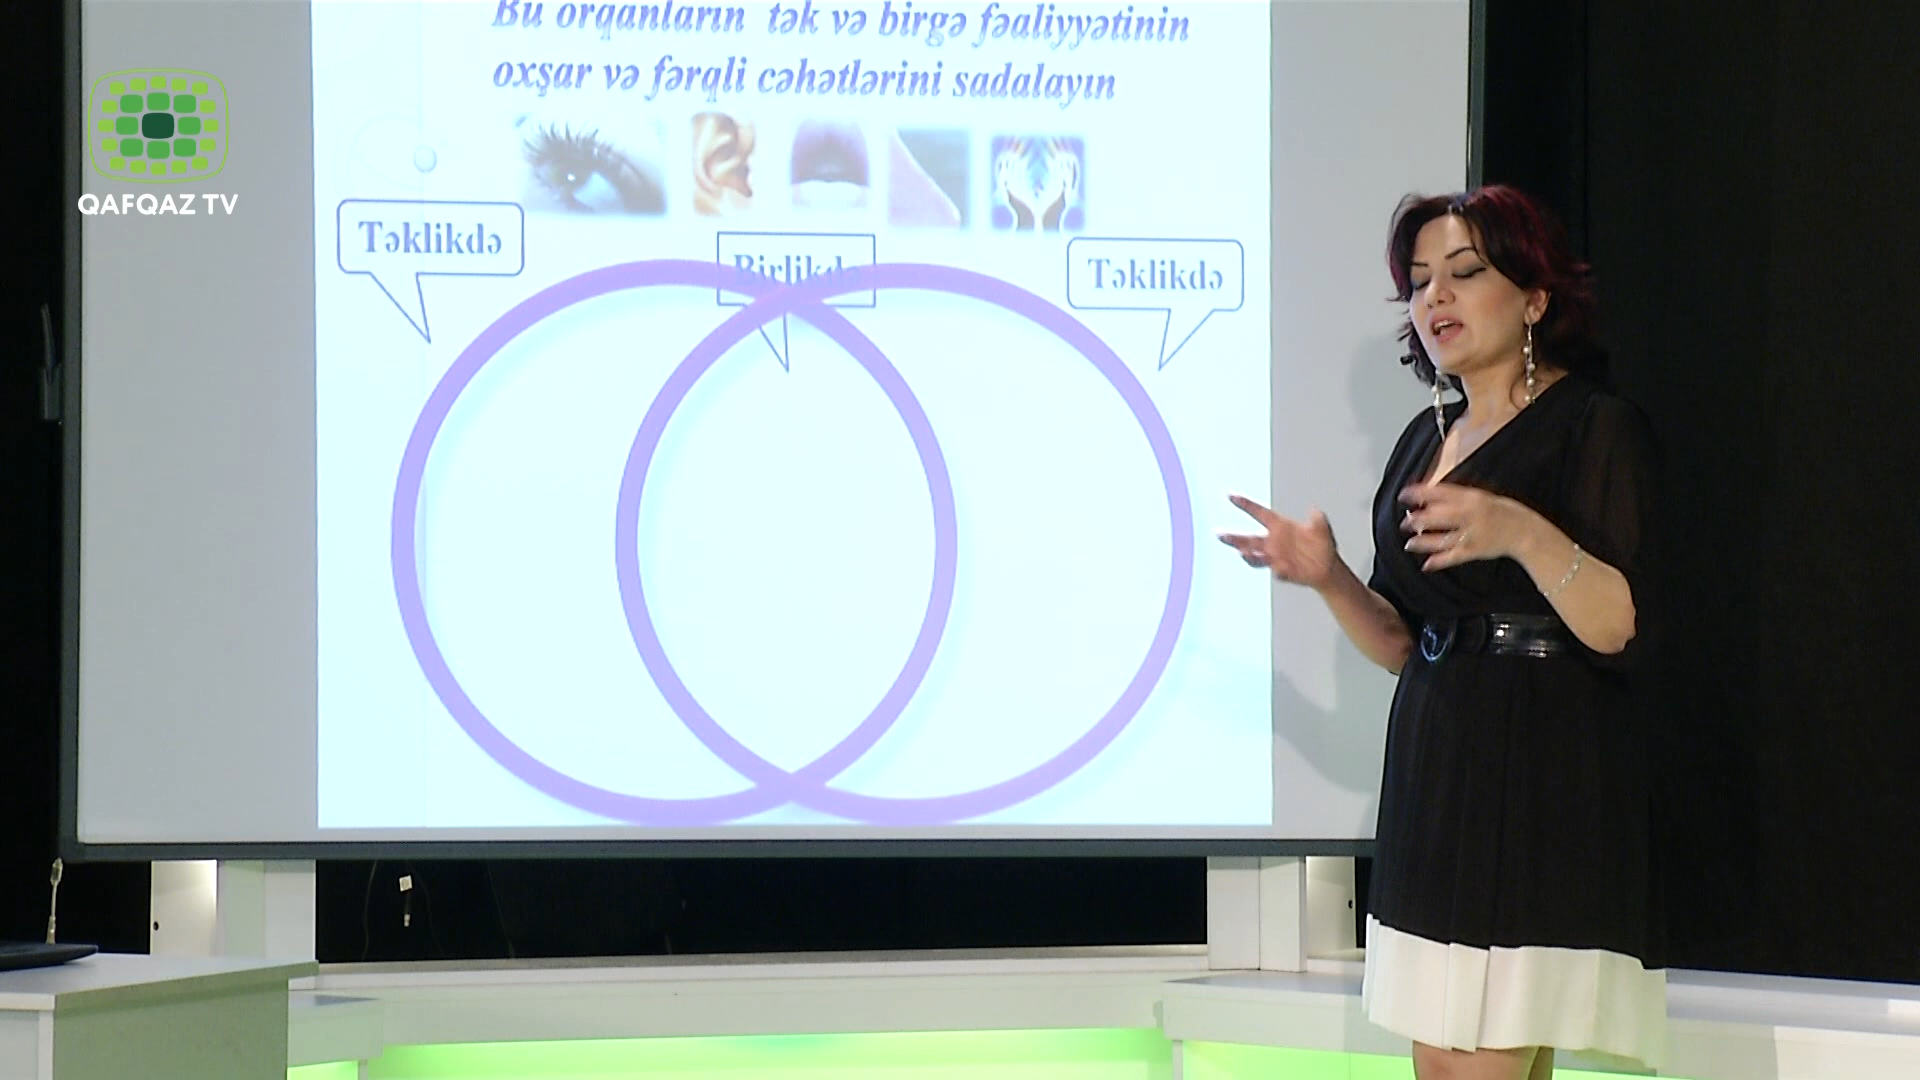 Bu orqanların tək və birgə fəaliyyətinin
oxşar və fərqli cəhətlərini sadalayın
QAFQAZ TV
Təklikdə
Birlikdə
Təklikdə